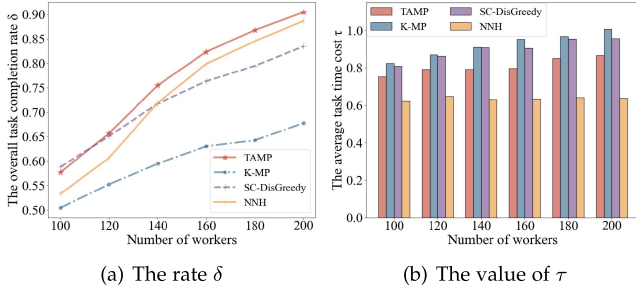 The overall task completion rate δ
0.90
0.85
0.80
0.75
0.70
0.65
0.60
0.55
0.50
TAMP
K-MP
SC-DisGreedy
NNH
100 120 140 160 180 200
Number of workers
(a) The rate δ
The average task time cost τ
1.0
0.8
0.6
0.4
0.2
0.0
TAMP SC-DisGreedy
K-MP NNH
100 120 140 160 180 200
Number of workers
(b) The value of τ